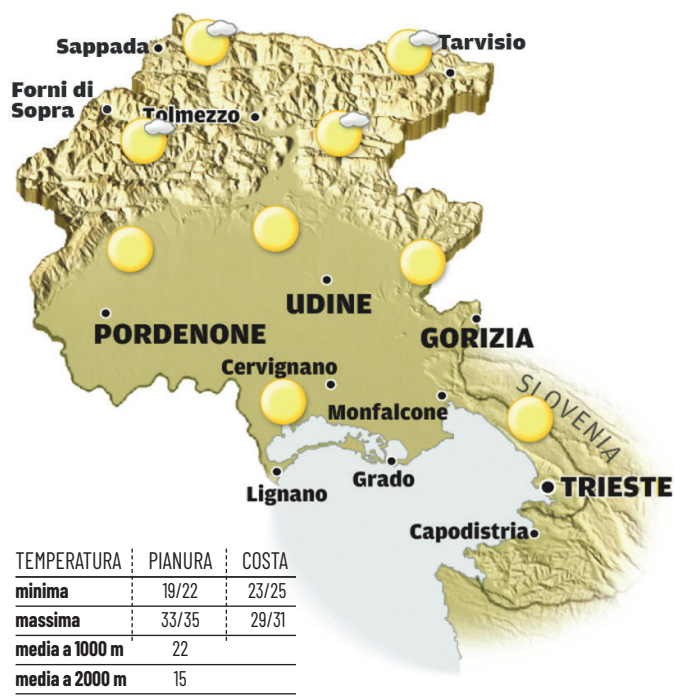 Sappada
Tarvisio
Forni di
Sopra
Tolmezzo
UDINE
PORDENONE
GORIZIA
Cervignano
SLOVENIA
Monfalcone
Grado
Lignano
TRIESTE
Capodistria
TEMPERATURA PIANURA COSTA
minima 19/22 23/25
massima 33/35 29/31
media a 1000 m 22
media a 2000 m 15